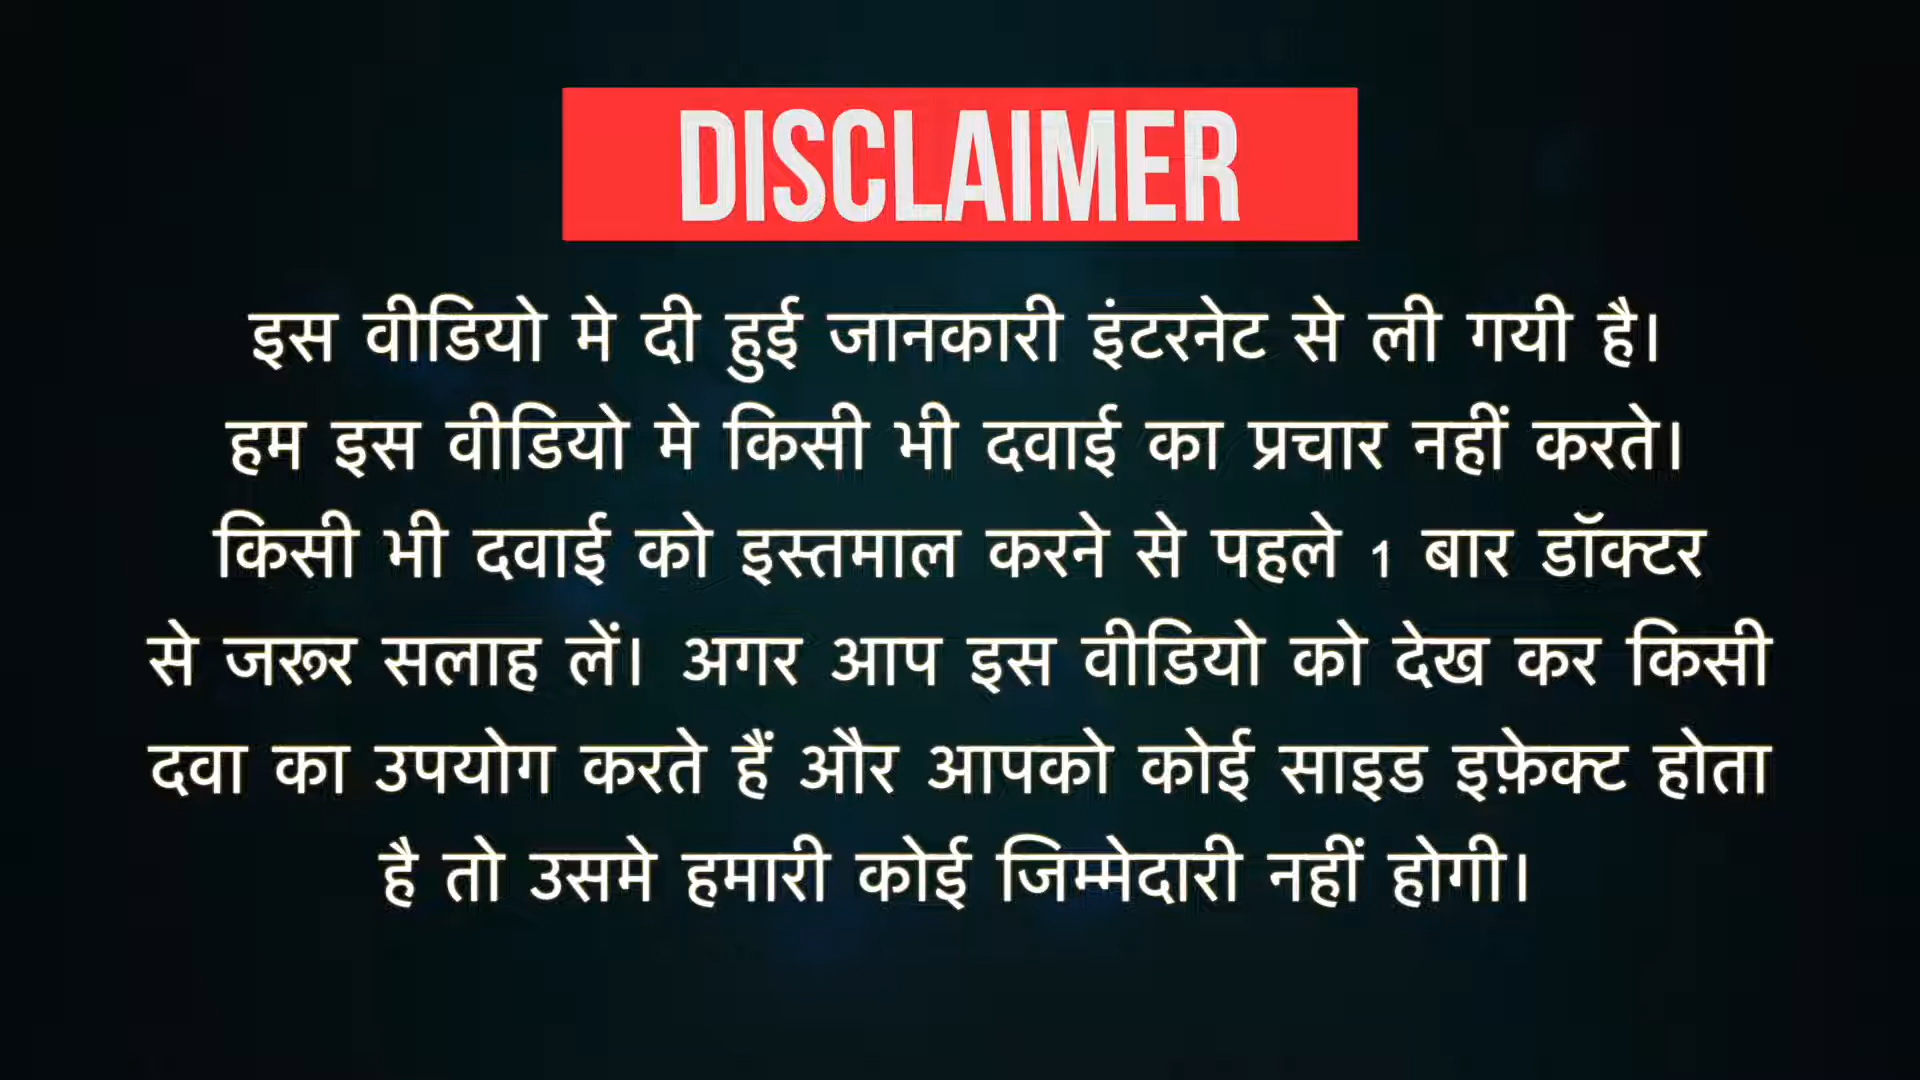 DISCLAIMER
इस वीडियो मे दी हुई जानकारी इंटरनेट से ली गयी है।
हम इस वीडियो मे किसी भी दवाई का प्रचार नहीं करते।
किसी भी दवाई को इस्तमाल करने से पहले 1 बार डॉक्टर
से जरूर सलाह लें। अगर आप इस वीडियो को देख कर किसी
दवा का उपयोग करते हैं और आपको कोई साइड इफ़ेक्ट होता
है तो उसमे हमारी कोई जिम्मेदारी नहीं होगी।